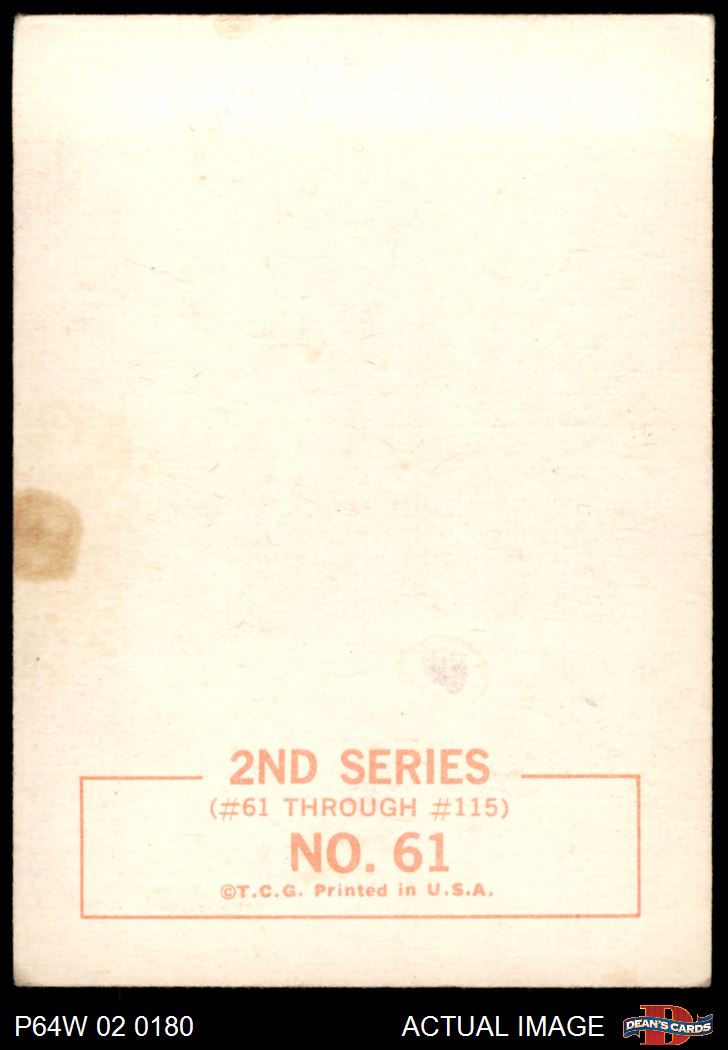 2ND SERIES
(#61 THROUGH #115)
NO. 61
©T.C.G. Printed in U.S.A.
P64W 02 0180
ACTUAL IMAGE
D
DEAN'S CARDS